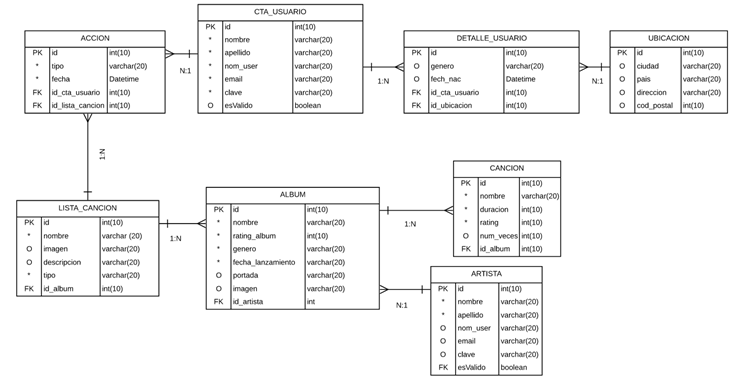 ACCION
PK id int(10)
* tipo varchar(20)
* fecha Datetime
FK id_cta_usuario int(10)
FK id_lista_cancion int(10)
N:1
CTA_USUARIO
PK id int(10)
* nombre varchar(20)
* apellido varchar(20)
* nom_user varchar(20)
* email varchar(20)
* clave varchar(20)
O esValido boolean
1:N
DETALLE_USUARIO
PK id int(10)
O genero varchar(20)
O fech_nac Datetime
FK id_cta_usuario int(10)
FK id_ubicacion int(10)
N:1
UBICACION
PK id int(10)
O ciudad varchar(20)
O pais varchar(20)
O direccion varchar(20)
O cod_postal int(10)
1:N
LISTA_CANCION
PK id int(10)
* nombre varchar (20)
O imagen varchar(20)
O descripcion varchar(20)
* tipo varchar(20)
FK id_album int(10)
1:N
ALBUM
PK id int(10)
* nombre varchar(20)
* rating_album int(10)
* genero varchar(20)
* fecha_lanzamiento varchar(20)
O portada varchar(20)
O imagen varchar(20)
FK id_artista int
1:N
CANCION
PK id int(10)
* nombre varchar(20)
* duracion int(10)
* rating int(10)
O num_veces int(10)
FK id_album int(10)
N:1
ARTISTA
PK id int(10)
* nombre varchar(20)
* apellido varchar(20)
O nom_user varchar(20)
O email varchar(20)
O clave varchar(20)
FK esValido boolean